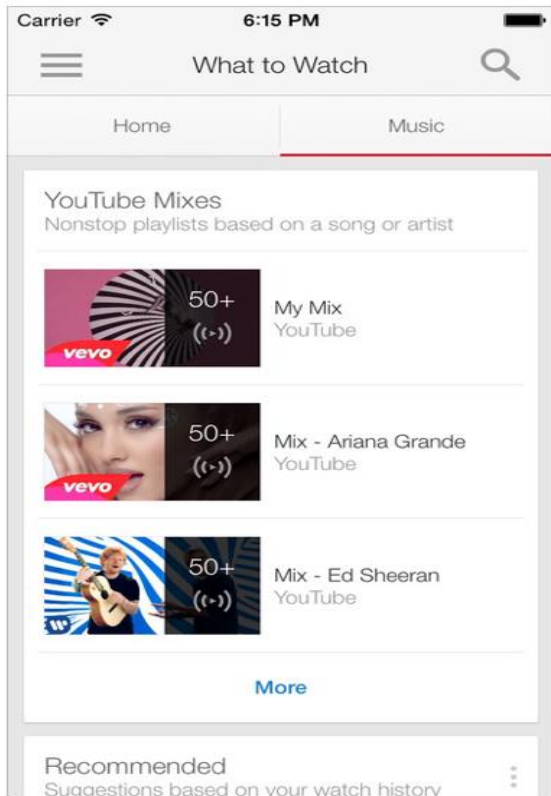 Carrier 6:15 PM
What to Watch
Home Music
YouTube Mixes
Nonstop playlists based on a song or artist
50+
vevo
My Mix
YouTube
50+
vevo
Mix - Ariana Grande
YouTube
50+
Mix - Ed Sheeran
YouTube
More
Recommended
Suggestions based on your watch history